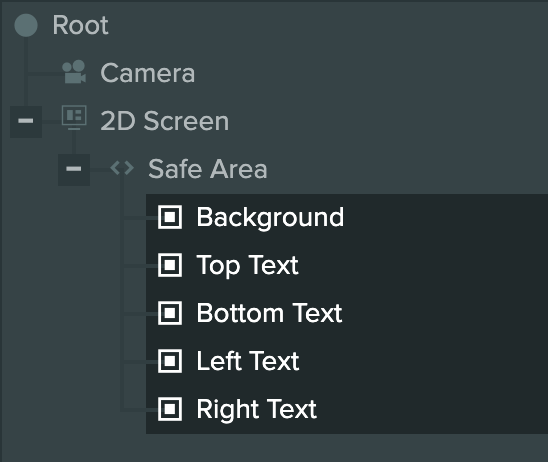 Root
Camera
2D Screen
Safe Area
Background
Top Text
Bottom Text
Left Text
Right Text